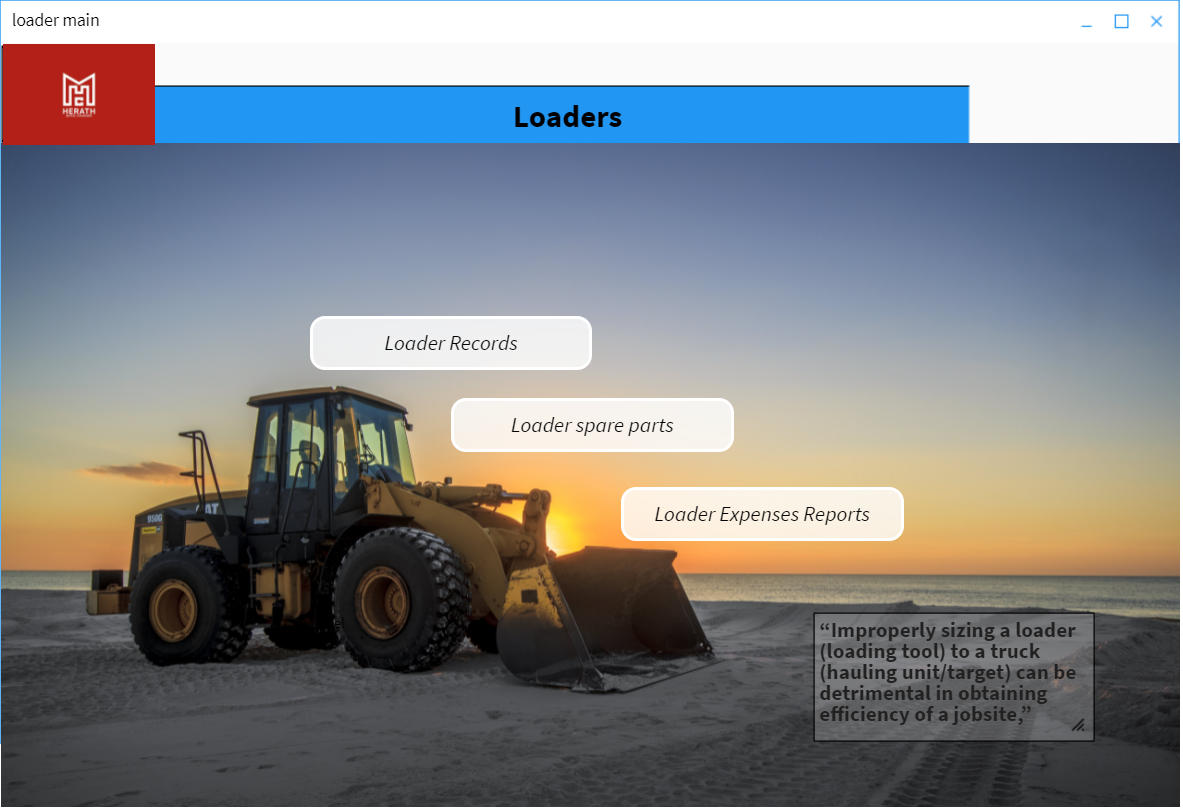 loader main
HERATH
Loaders
Loader Records
Loader spare parts
Loader Expenses Reports
950G
“Improperly sizing a loader
(loading tool) to a truck
(hauling unit/target) can be
detrimental in obtaining
efficiency of a jobsite,”